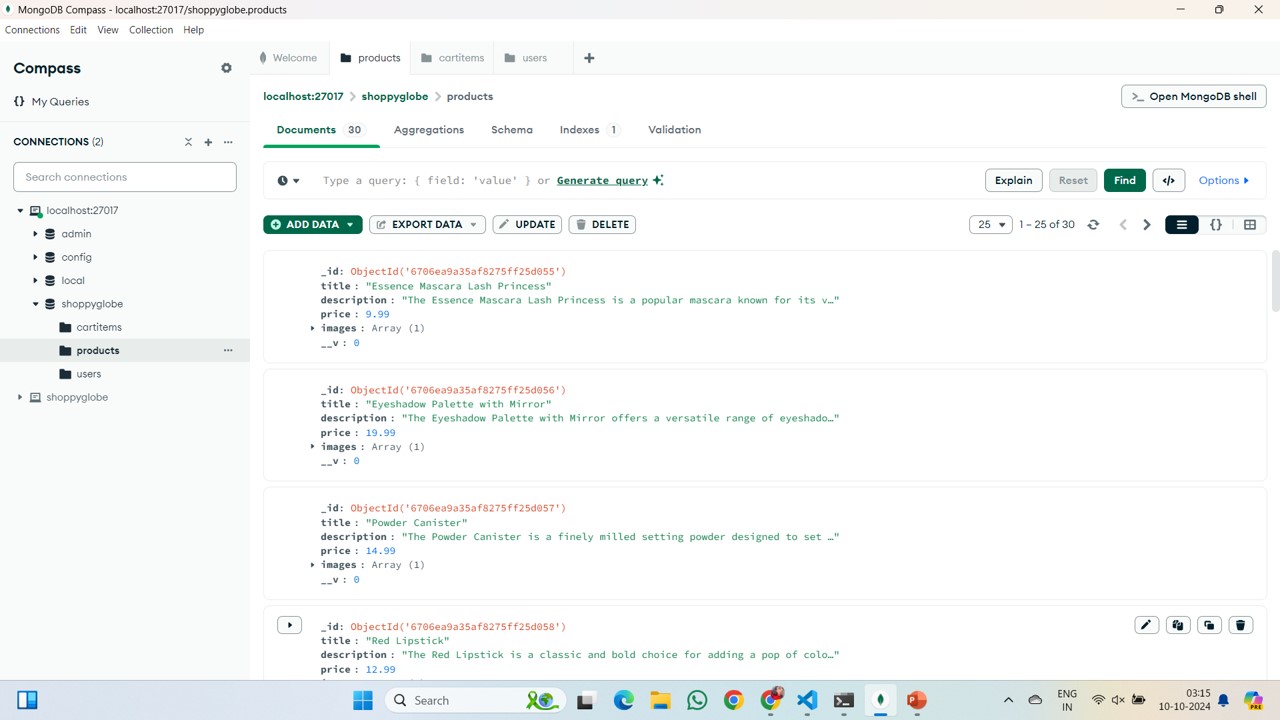 MongoDB Compass - localhost:27017/shoppyglobe.products
Connections Edit View Collection Help
Compass
{} My Queries
CONNECTIONS (2)
Search connections
localhost:27017
admin
config
local
shoppyglobe
cartitems
products
users
shoppyglobe
Welcome products cartitems users
localhost:27017 > shoppyglobe > products
>_ Open MongoDB shell
Documents 30 Aggregations Schema Indexes 1 Validation
Type a query: { field: 'value' } or Generate query
Explain Reset Find </> Options
ADD DATA EXPORT DATA UPDATE DELETE
25 1 – 25 of 30 {}
_id: ObjectId('6706ea9a35af8275ff25d055')
title : "Essence Mascara Lash Princess"
description : "The Essence Mascara Lash Princess is a popular mascara known for its v…"
price : 9.99
images : Array (1)
__v : 0
_id: ObjectId('6706ea9a35af8275ff25d056')
title : "Eyeshadow Palette with Mirror"
description : "The Eyeshadow Palette with Mirror offers a versatile range of eyeshado…"
price : 19.99
images : Array (1)
__v : 0
_id: ObjectId('6706ea9a35af8275ff25d057')
title : "Powder Canister"
description : "The Powder Canister is a finely milled setting powder designed to set …"
price : 14.99
images : Array (1)
__v : 0
_id: ObjectId('6706ea9a35af8275ff25d058')
title : "Red Lipstick"
description : "The Red Lipstick is a classic and bold choice for adding a pop of colo…"
price : 12.99
Search
ENG
IN
03:15
10-10-2024